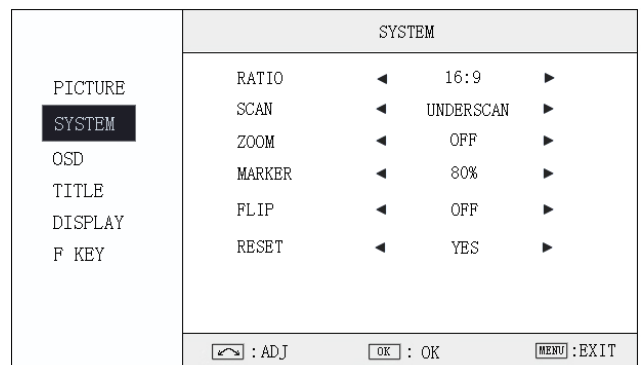 SYSTEM
PICTURE
SYSTEM
OSD
TITLE
DISPLAY
F KEY
RATIO ◀ 16:9 ▶
SCAN ◀ UNDERSCAN ▶
ZOOM ◀ OFF ▶
MARKER ◀ 80% ▶
FLIP ◀ OFF ▶
RESET ◀ YES ▶
: ADJ OK : OK MENU :EXIT